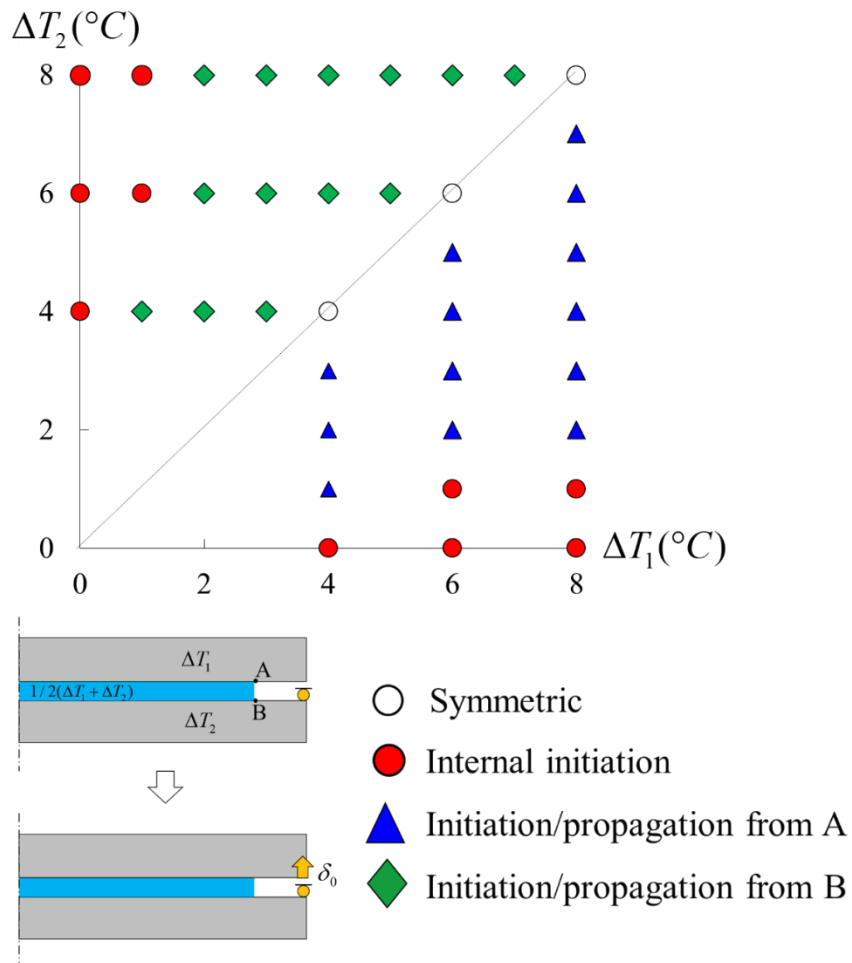 ΔT₂(°C)
8
6
4
2
0
0 2 4 6 8
ΔT₁(°C)
ΔT₁
A
1/2(ΔT₁+ΔT₂)
B
ΔT₂
δ₀
Symmetric
Internal initiation
Initiation/propagation from A
Initiation/propagation from B